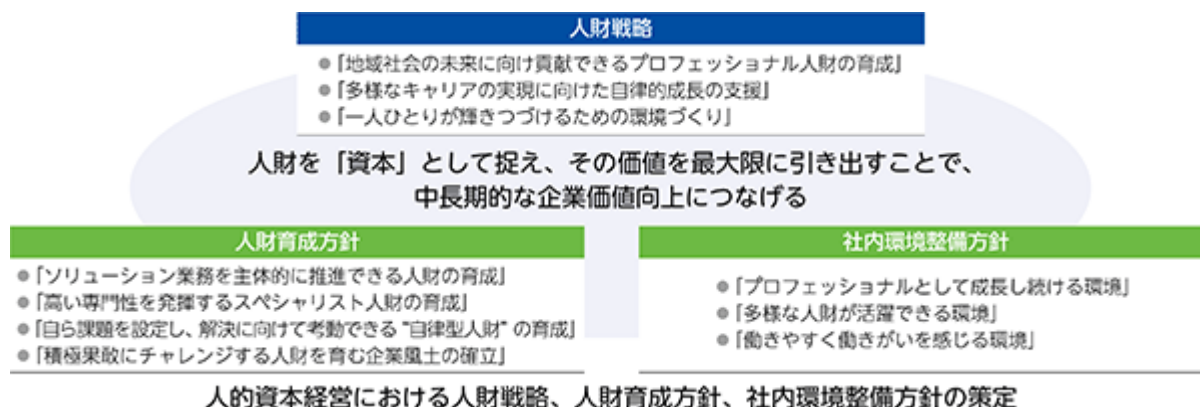 人財戦略
●「地域社会の未来に向け貢献できるプロフェッショナル人財の育成」
●「多様なキャリアの実現に向けた自律的成長の支援」
●「一人ひとりが輝きつづけるための環境づくり」
人財を「資本」として捉え、その価値を最大限に引き出すことで、
中長期的な企業価値向上につなげる
人財育成方針
●「ソリューション業務を主体的に推進できる人財の育成」
●「高い専門性を発揮するスペシャリスト人財の育成」
●「自ら課題を設定し、解決に向けて考動できる“自律型人財”の育成」
●「積極果敢にチャレンジする人財を育む企業風土の確立」
社内環境整備方針
●「プロフェッショナルとして成長し続ける環境」
●「多様な人財が活躍できる環境」
●「働きやすく働きがいを感じる環境」
人的資本経営における人財戦略、人財育成方針、社内環境整備方針の策定